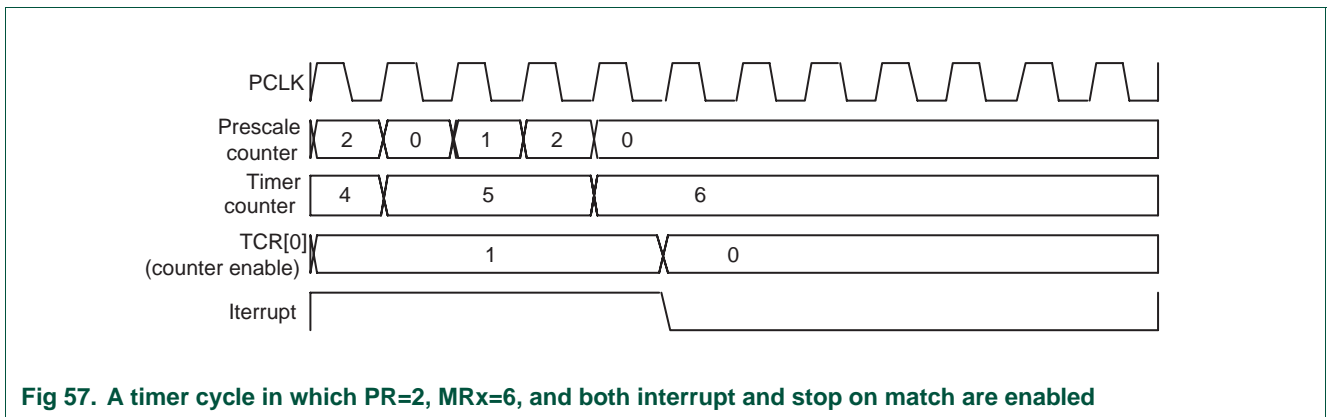 PCLK
Prescale
counter
2 0 1 2 0
Timer
counter
4 5 6
TCR[0]
(counter enable)
1 0
Iterrupt
Fig 57. A timer cycle in which PR=2, MRx=6, and both interrupt and stop on match are enabled